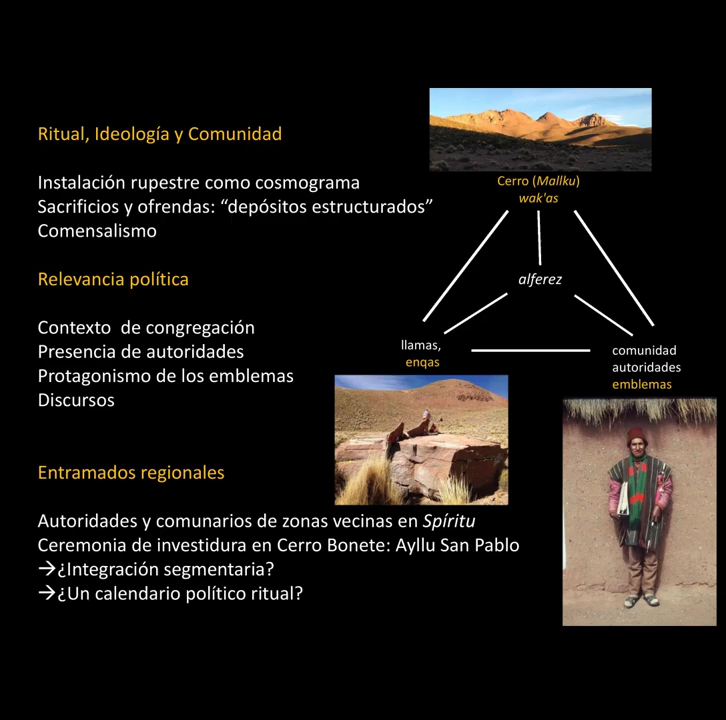 Ritual, Ideología y Comunidad
Instalación rupestre como cosmograma
Sacrificios y ofrendas: “depósitos estructurados”
Comensalismo
Relevancia política
Contexto de congregación
Presencia de autoridades
Protagonismo de los emblemas
Discursos
Entramados regionales
Autoridades y comunarios de zonas vecinas en Spíritu
Ceremonia de investidura en Cerro Bonete: Ayllu San Pablo
→¿Integración segmentaria?
→¿Un calendario político ritual?
Cerro (Mallku)
wak'as
alferez
llamas,
enqas
comunidad
autoridades
emblemas